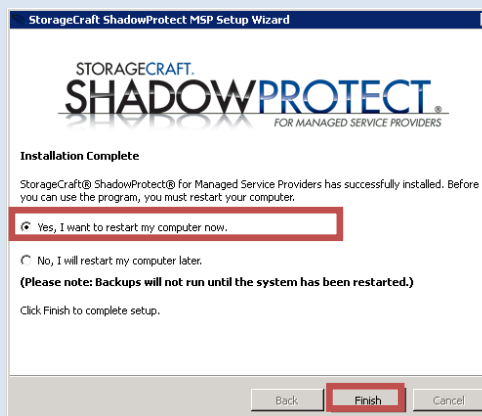 StorageCraft ShadowProtect MSP Setup Wizard
STORAGECRAFT.
SHADOWPROTECT®
FOR MANAGED SERVICE PROVIDERS
Installation Complete
StorageCraft® ShadowProtect® for Managed Service Providers has successfully installed. Before
you can use the program, you must restart your computer.
Yes, I want to restart my computer now.
No, I will restart my computer later.
(Please note: Backups will not run until the system has been restarted.)
Click Finish to complete setup.
Back Finish Cancel